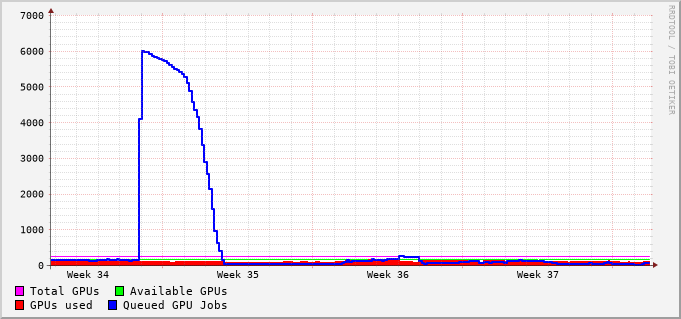 7000
6000
5000
4000
3000
2000
1000
0
Week 34 Week 35 Week 36 Week 37
Total GPUs Available GPUs
GPUs used Queued GPU Jobs
RRDTOOL / TOBI OETIKER